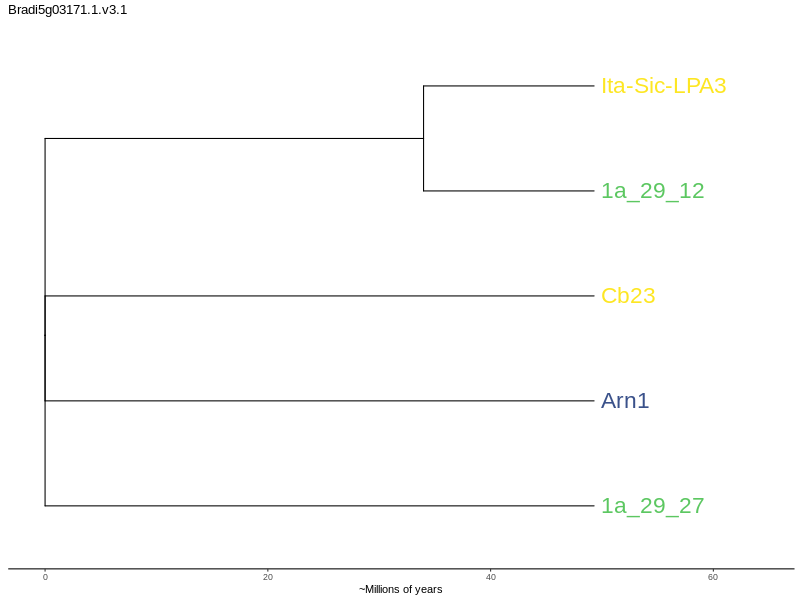 Bradi5g03171.1.v3.1
Ita-Sic-LPA3
1a_29_12
Cb23
Arn1
1a_29_27
0 20 40 60
~Millions of years